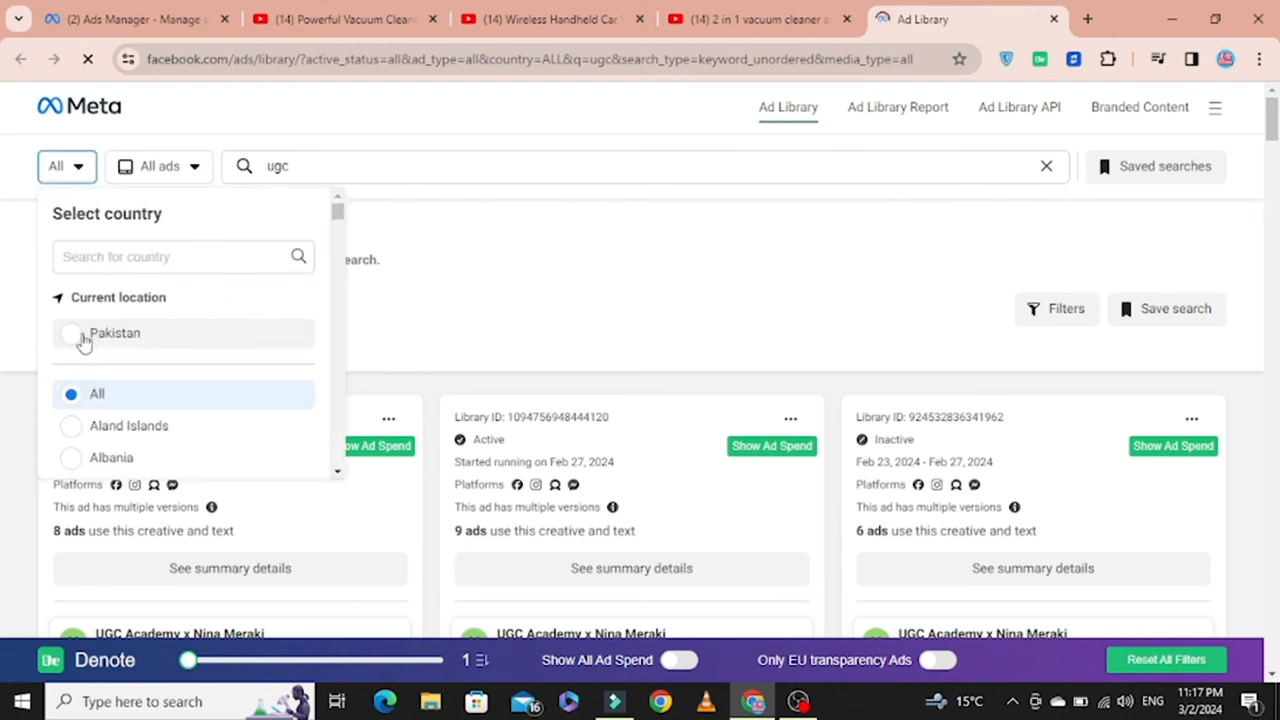 (2) Ads Manager - Manage a
(14) Powerful Vacuum Clean
(14) Wireless Handheld Car
(14) 2 in 1 vacuum cleaner a
Ad Library
facebook.com/ads/library/?active_status=all&ad_type=all&country=ALL&q=ugc&search_type=keyword_unordered&media_type=all
Meta
Ad Library
Ad Library Report
Ad Library API
Branded Content
All
All ads
ugc
Saved searches
Select country
Search for country
earch.
Current location
Filters
Save search
Pakistan
All
Aland Islands
Albania
ow Ad Spend
Platforms
This ad has multiple versions
8 ads use this creative and text
See summary details
UGC Academy x Nina Meraki
Library ID: 1094756948444120
Active
Show Ad Spend
Started running on Feb 27, 2024
Platforms
This ad has multiple versions
9 ads use this creative and text
See summary details
UGC Academy x Nina Meraki
Library ID: 924532836341962
Inactive
Show Ad Spend
Feb 23, 2024 - Feb 27, 2024
Platforms
This ad has multiple versions
6 ads use this creative and text
See summary details
UGC Academy x Nina Meraki
De Denote
1
Show All Ad Spend
Only EU transparency Ads
Reset All Filters
Type here to search
16
15°C
ENG
11:17 PM
3/2/2024
1